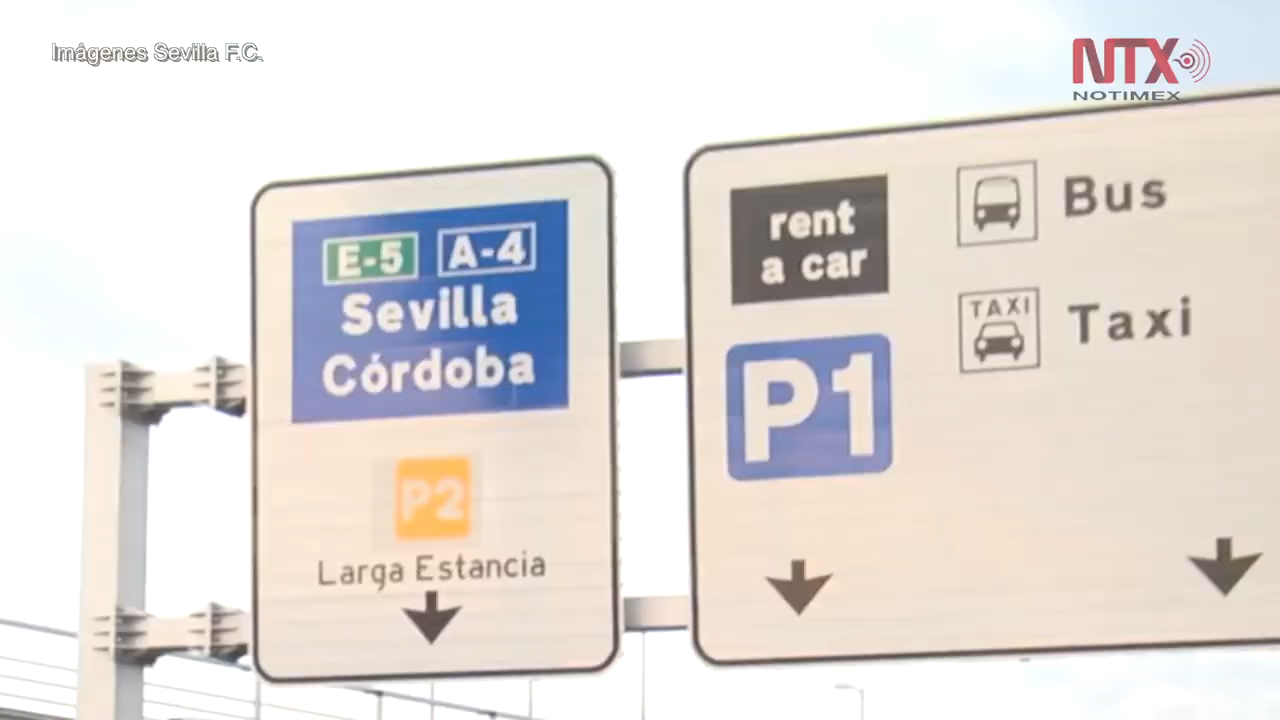 Imágenes Sevilla F.C.
NTX
NOTIMEX
E-5 A-4
Sevilla
Córdoba
P2
Larga Estancia
rent
a car
P1
Bus
TAXI
Taxi